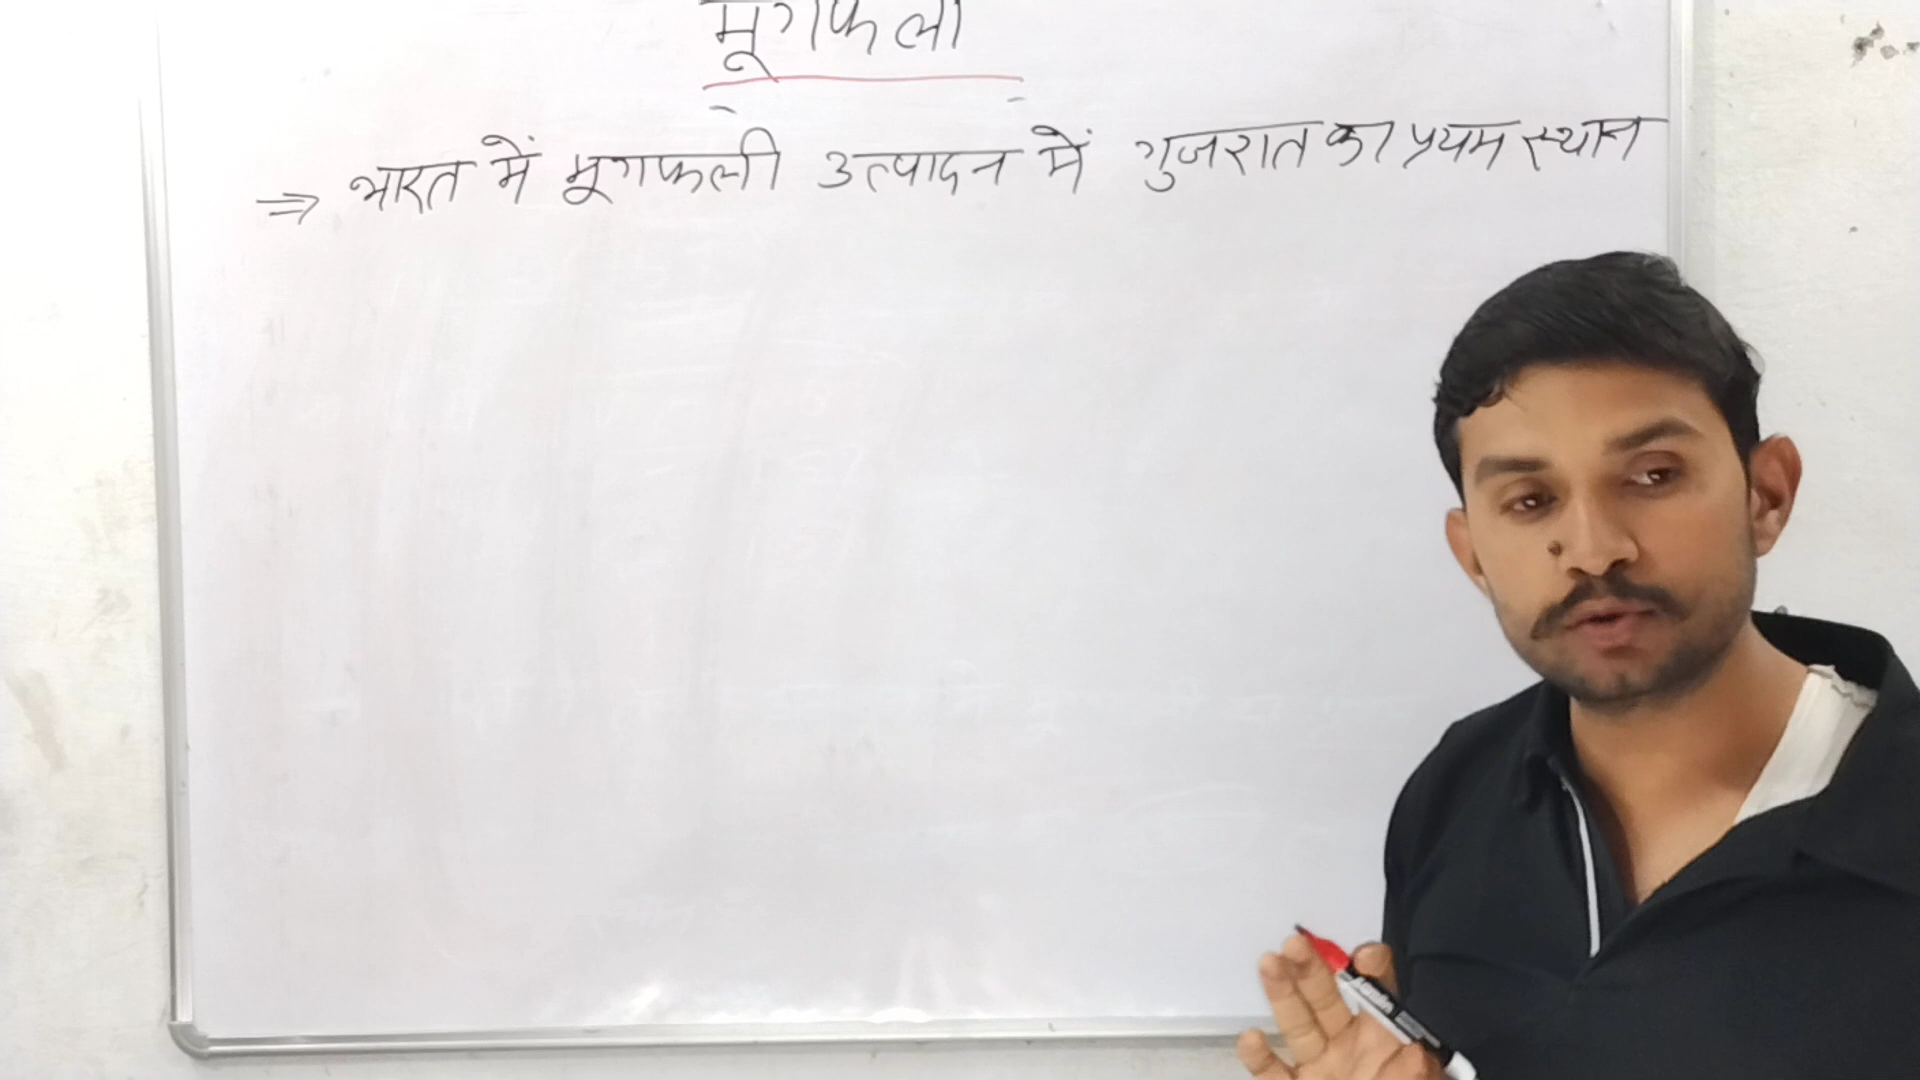 मूगफली
⇒ भारत में मूगफली उत्पादन में गुजरात का प्रथम स्थान